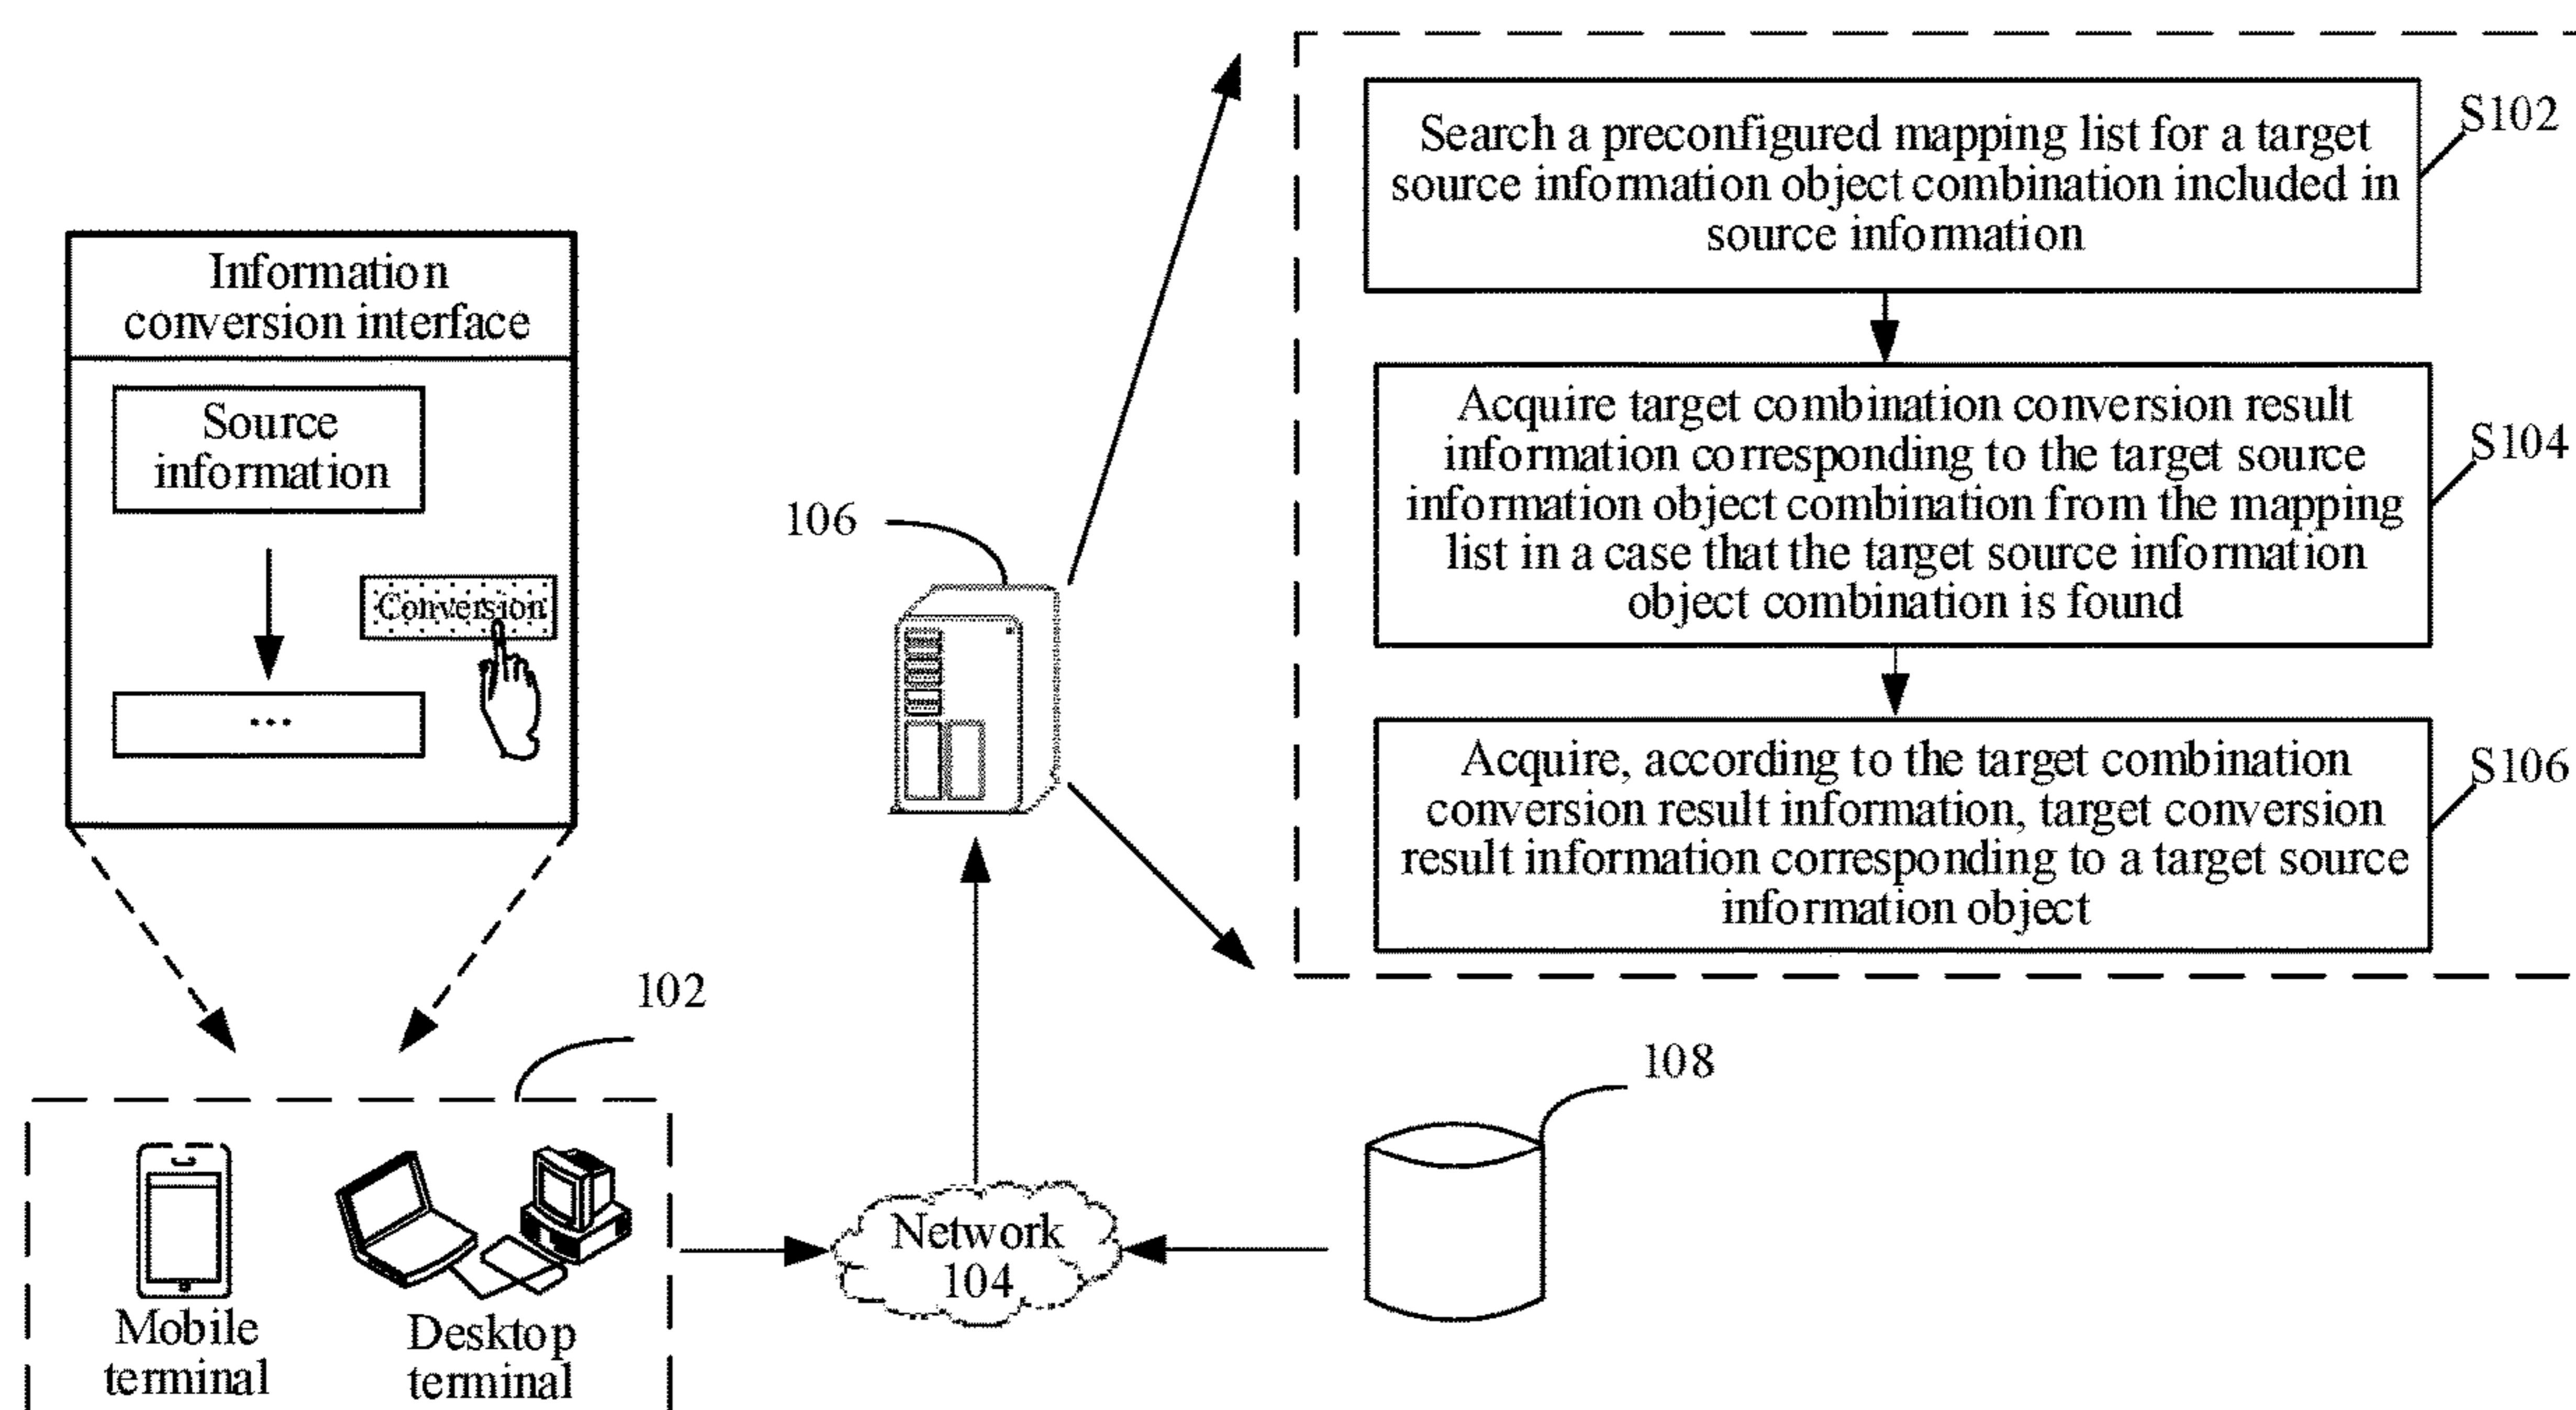 Information
conversion interface
Source
information
Conversion
...
106
Search a preconfigured mapping list for a target
source information object combination included in
source information
S102
Acquire target combination conversion result
information corresponding to the target source
information object combination from the mapping
list in a case that the target source information
object combination is found
S104
Acquire, according to the target combination
conversion result information, target conversion
result information corresponding to a target source
information object
S106
102
108
Mobile
terminal
Desktop
terminal
Network
104